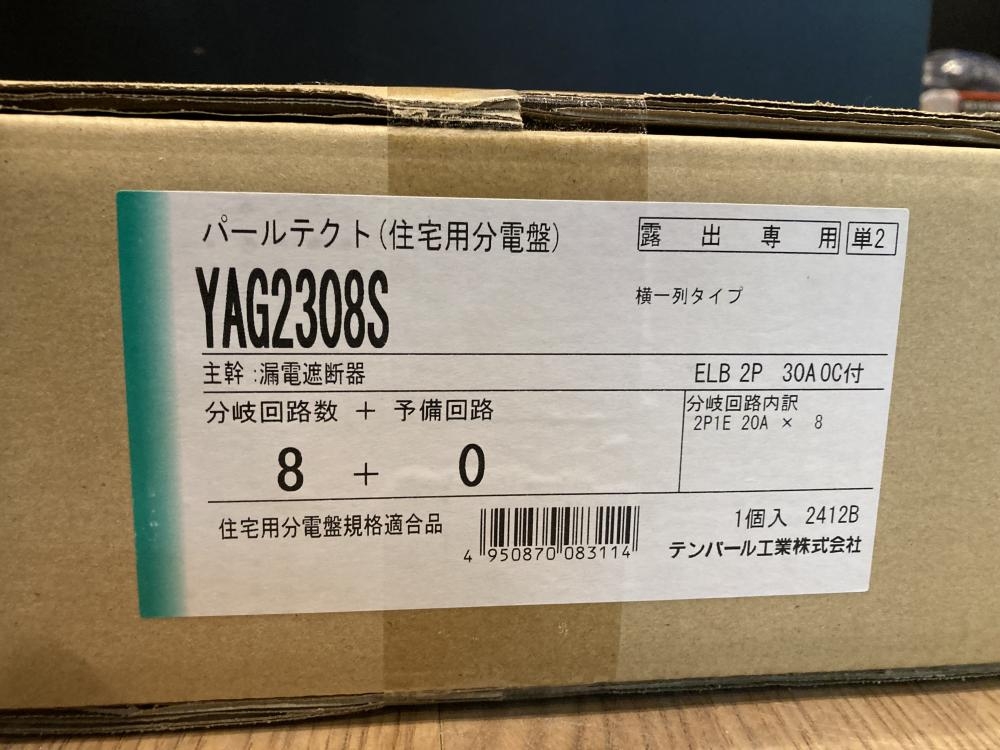 パールテクト(住宅用分電盤)
露出専用 単2
YAG2308S
横一列タイプ
主幹:漏電遮断器 ELB 2P 30AOC付
分岐回路数 + 予備回路
8 + 0
分岐回路内訳
2P1E 20A × 8
住宅用分電盤規格適合品
4 950870 083114
1個入 2412B
テンパール工業株式会社